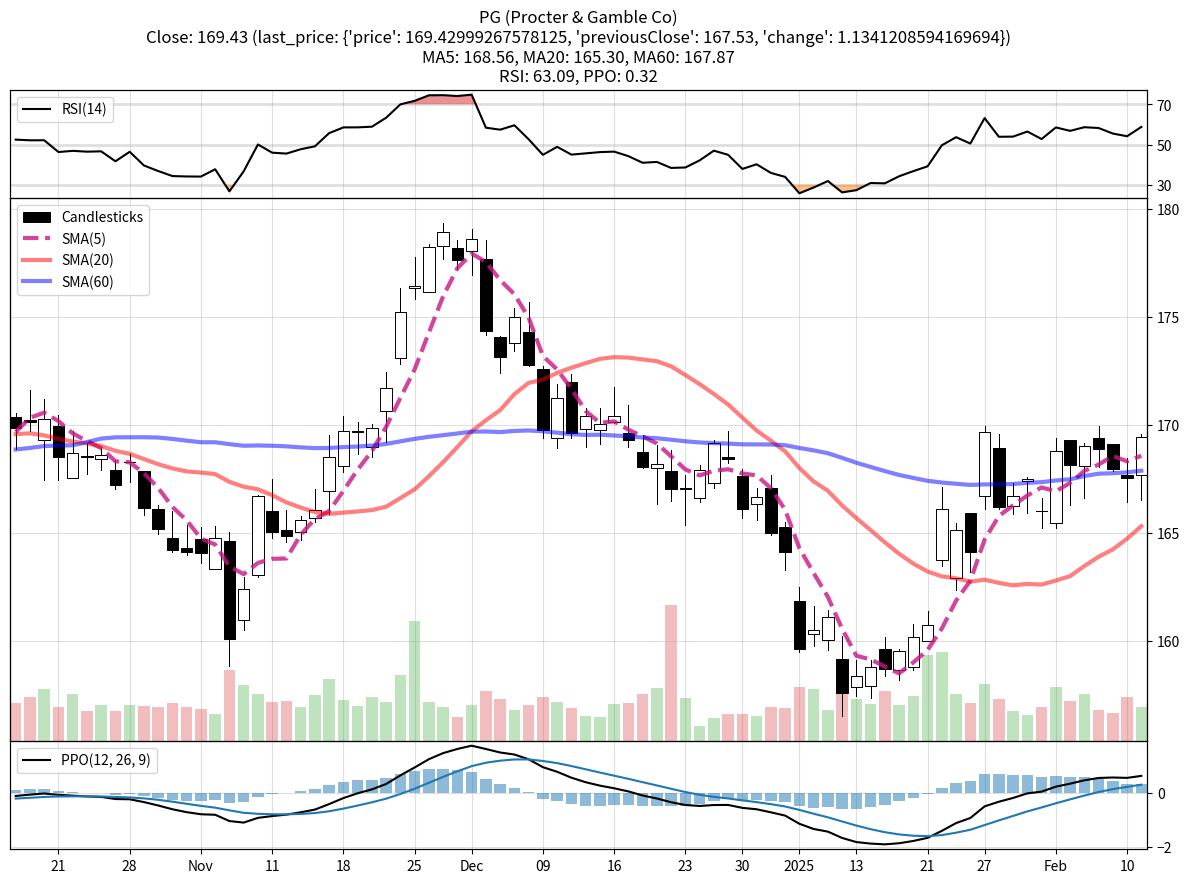 PG (Procter & Gamble Co)
Close: 169.43 (last_price: {'price': 169.42999267578125, 'previousClose': 167.53, 'change': 1.1341208594169694})
MA5: 168.56, MA20: 165.30, MA60: 167.87
RSI: 63.09, PPO: 0.32
RSI(14)
70
50
30
Candlesticks
SMA(5)
SMA(20)
SMA(60)
180
175
170
165
160
PPO(12, 26, 9)
0
−2
21 28 Nov 11 18 25 Dec 09 16 23 30 2025 13 21 27 Feb 10